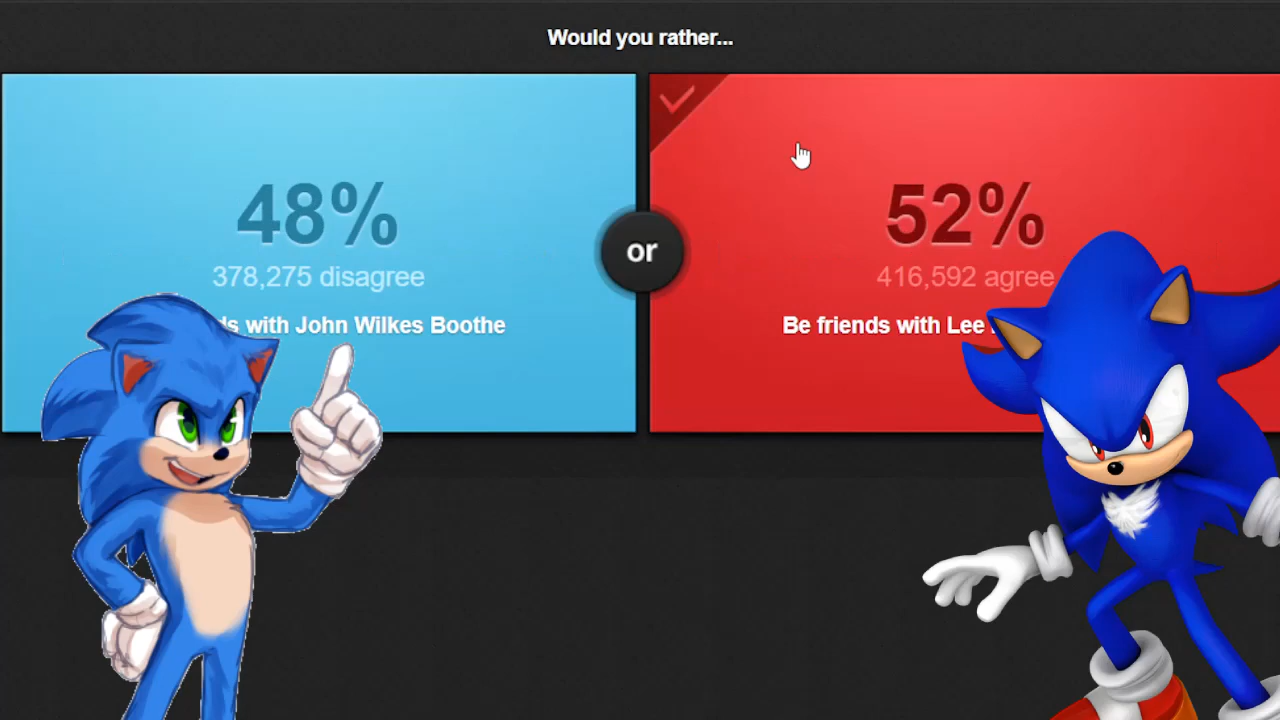 Would you rather...
48%
378,275 disagree
with John Wilkes Boothe
or
52%
416,592 agree
Be friends with Lee